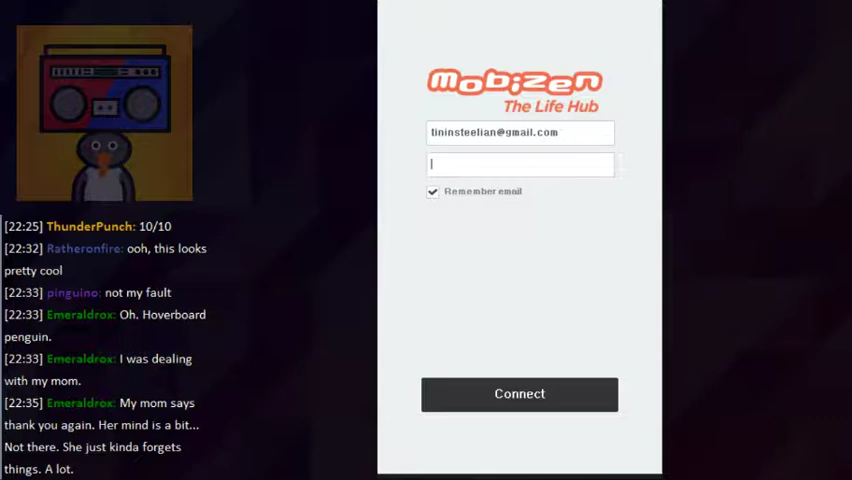 [22:25] ThunderPunch: 10/10
[22:32] Ratheronfire: ooh, this looks
pretty cool
[22:33] pinguino: not my fault
[22:33] Emeraldrox: Oh. Hoverboard
penguin.
[22:33] Emeraldrox: I was dealing
with my mom.
[22:35] Emeraldrox: My mom says
thank you again. Her mind is a bit...
Not there. She just kinda forgets
things. A lot.
mobizen
The Life Hub
tininsteelian@gmail.com
Remember email
Connect